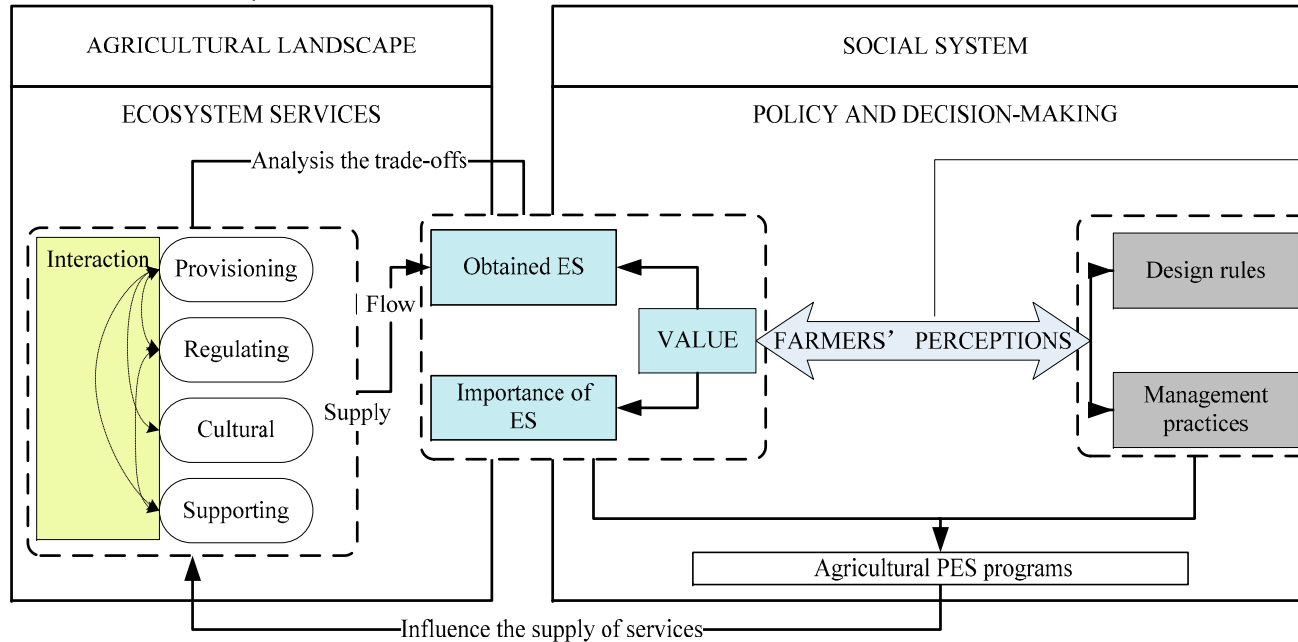 AGRICULTURAL LANDSCAPE
SOCIAL SYSTEM
ECOSYSTEM SERVICES
POLICY AND DECISION-MAKING
Analysis the trade-offs
Interaction
Provisioning
Regulating
Cultural
Supporting
Flow
Supply
Obtained ES
VALUE
Importance of
ES
FARMERS’ PERCEPTIONS
Design rules
Management
practices
Agricultural PES programs
Influence the supply of services